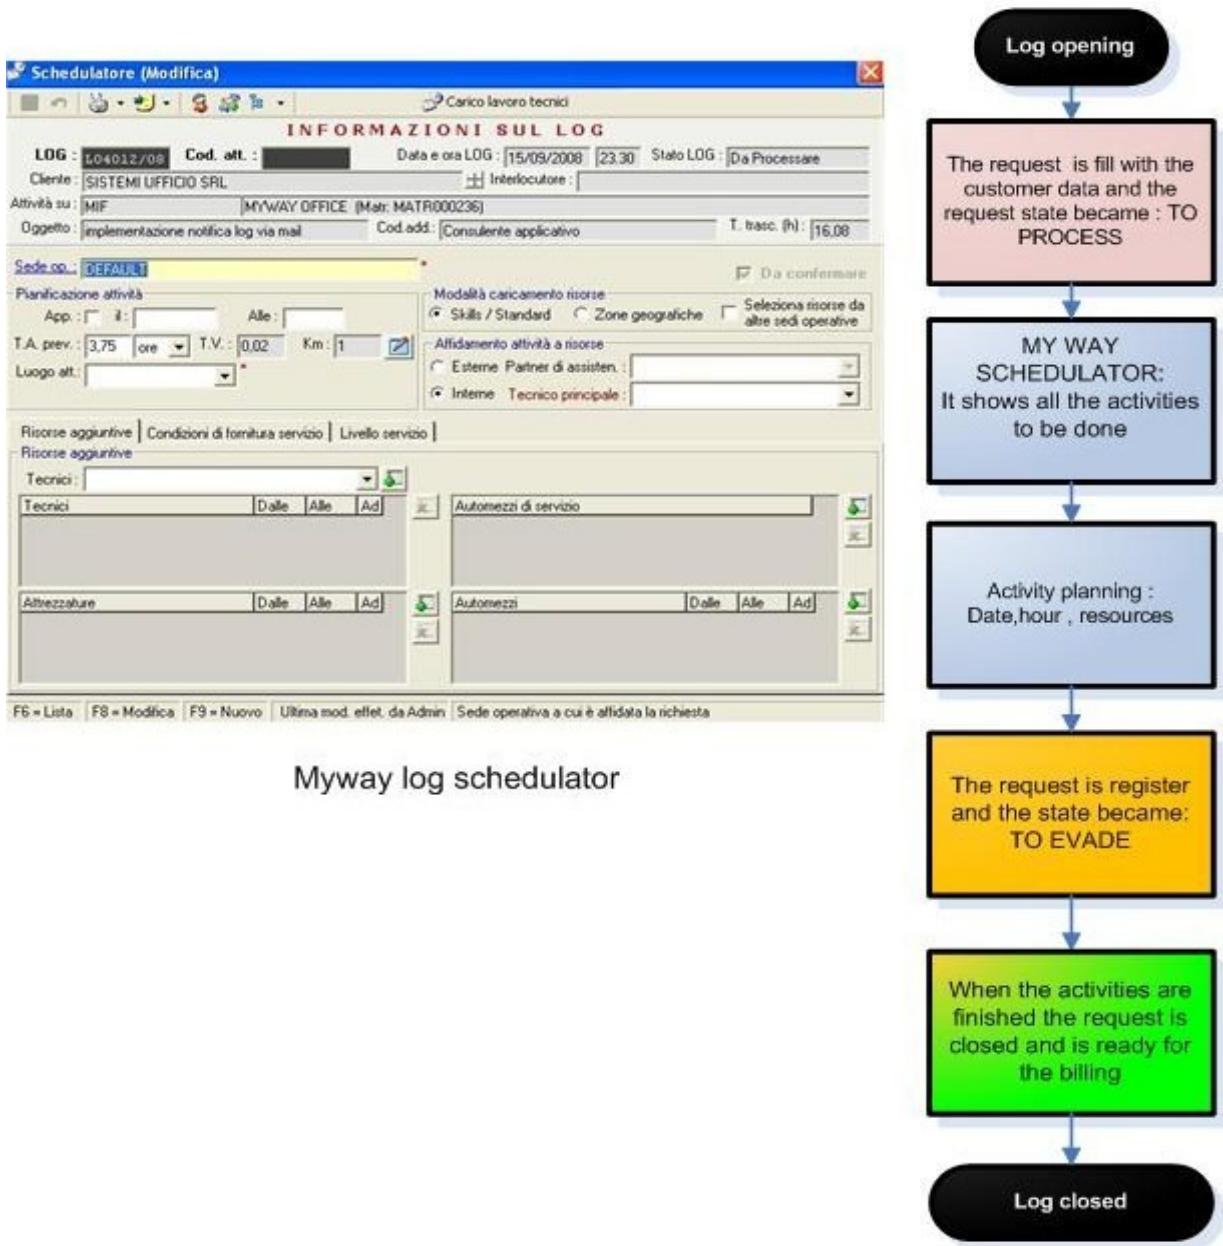 Schedulatore (Modifica)
Carico lavoro tecnici
INFORMAZIONI SUL LOG
LOG : L04012/08 Cod. att. : Data e ora LOG : 15/09/2008 23.30 Stato LOG : Da Processare
Cliente : SISTEMI UFFICIO SRL Interlocutore :
Attività su : MIF MYWAY OFFICE (Matr: MATR000236)
Oggetto : implementazione notifica log via mail Cod.add.: Consulente applicativo T. trasc. (h) : 16,08
Sede op. : DEFAULT * Da confermare
Pianificazione attività
App. : il : Alle :
T.A. prev. : 3,75 ore T.V. : 0,02 Km : 1
Luogo att.: *
Modalità caricamento risorse
Skills / Standard Zone geografiche Seleziona risorse da
altre sedi operative
Affidamento attività a risorse
Esterne Partner di assisten. :
Interne Tecnico principale :
Risorse aggiuntive Condizioni di fornitura servizio Livello servizio
Risorse aggiuntive
Tecnici :
Tecnici Dalle Alle Ad Automezzi di servizio
Attrezzature Dalle Alle Ad Automezzi Dalle Alle Ad
F6 = Lista F8 = Modifica F9 = Nuovo Ultima mod. effet. da Admin Sede operativa a cui è affidata la richiesta
Myway log schedulator
Log opening
The request is fill with the
customer data and the
request state became : TO
PROCESS
MY WAY
SCHEDULATOR:
It shows all the activities
to be done
Activity planning :
Date,hour , resources
The request is register
and the state became:
TO EVADE
When the activities are
finished the request is
closed and is ready for
the billing
Log closed